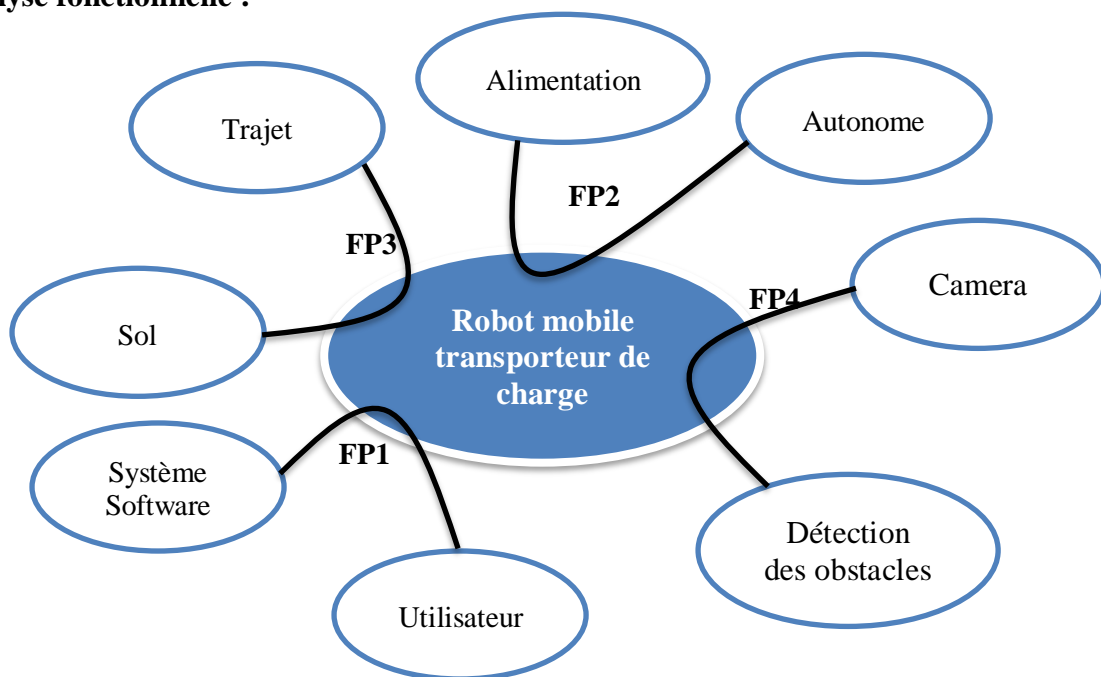 Alimentation
Trajet
Autonome
FP2
FP3
Camera
FP4
Sol
Robot mobile
transporteur de
charge
FP1
Système
Software
Détection
des obstacles
Utilisateur